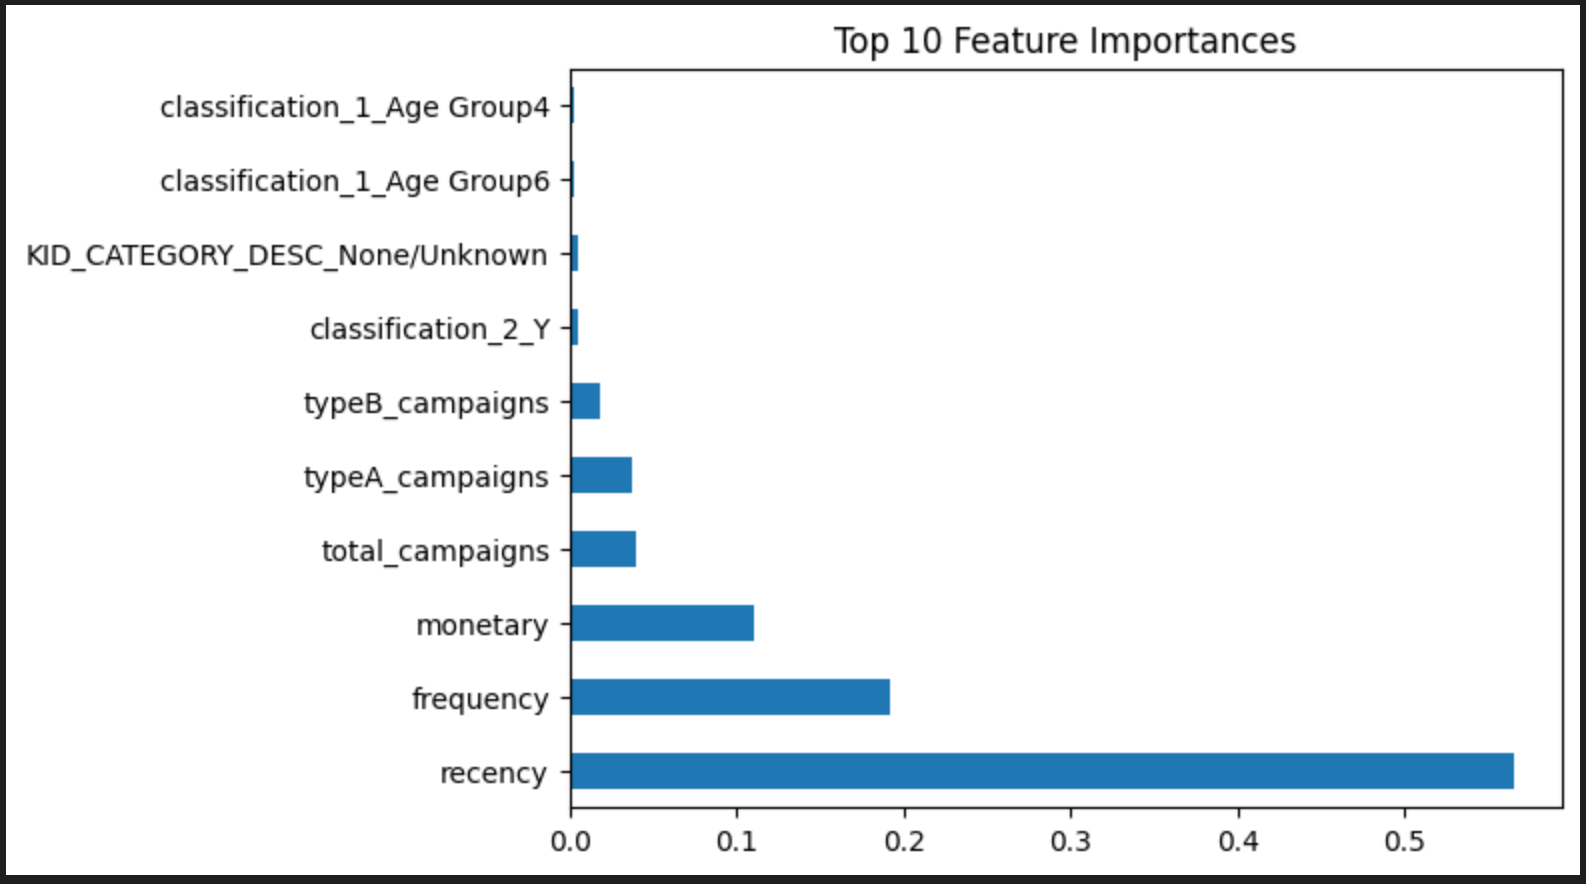 Top 10 Feature Importances
classification_1_Age Group4
classification_1_Age Group6
KID_CATEGORY_DESC_None/Unknown
classification_2_Y
typeB_campaigns
typeA_campaigns
total_campaigns
monetary
frequency
recency
0.0 0.1 0.2 0.3 0.4 0.5